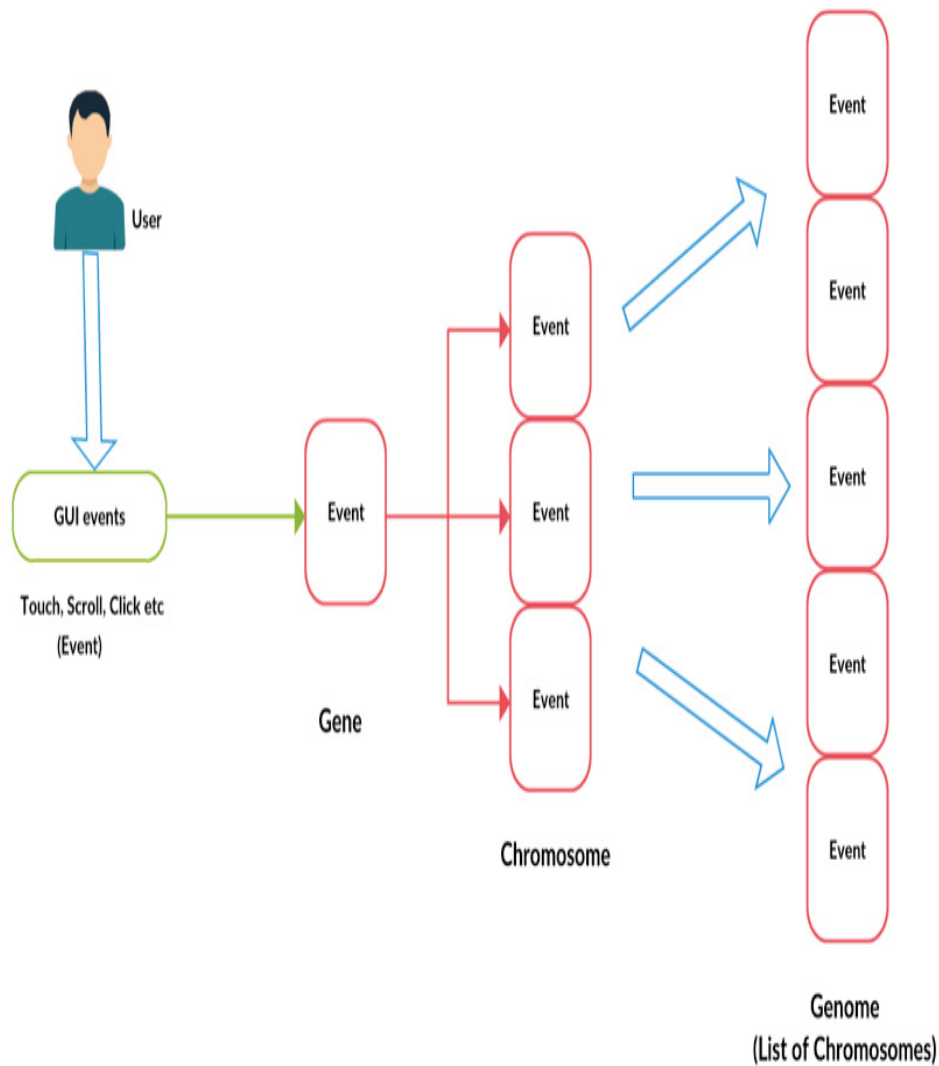 User
GUI events
Touch, Scroll, Click etc
(Event)
Event
Gene
Event
Event
Event
Chromosome
Event
Event
Event
Event
Event
Genome
(List of Chromosomes)